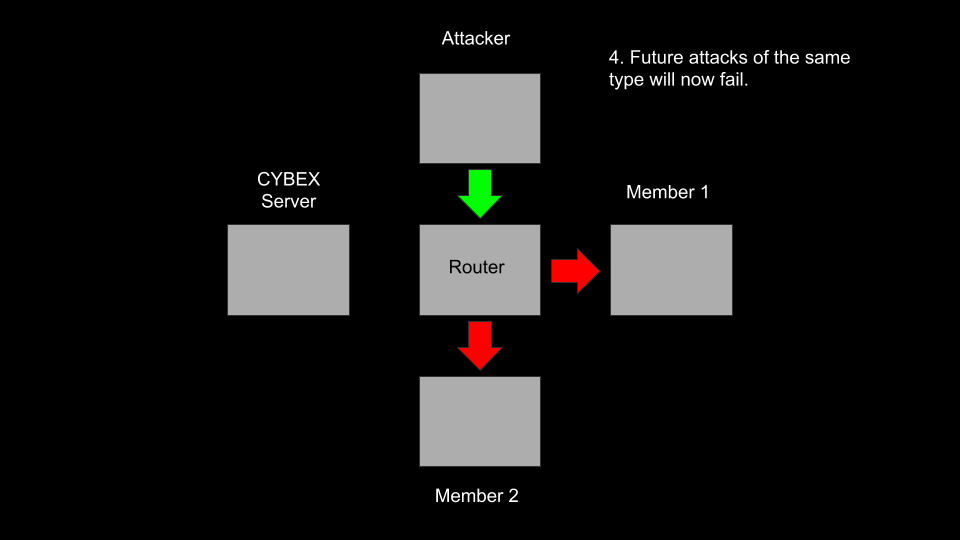 Attacker
4. Future attacks of the same
type will now fail.
CYBEX
Server
Member 1
Router
Member 2